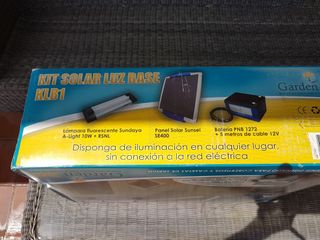 KIT SOLAR LUZ BASE
KLB1
Garden
Lámpara fluorescente Sundaya
A-Light 10W + RSNL
Panel Solar Sunsel
SE400
Batería PNB 1272
+ 5 metros de cable 12V
Disponga de iluminación en cualquier lugar,
sin conexión a la red eléctrica